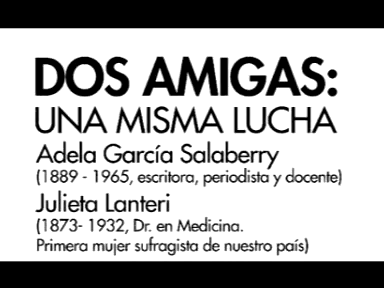 DOS AMIGAS:
UNA MISMA LUCHA
Adela García Salaberry
(1889 - 1965, escritora, periodista y docente)
Julieta Lanteri
(1873- 1932, Dr. en Medicina.
Primera mujer sufragista de nuestro país)